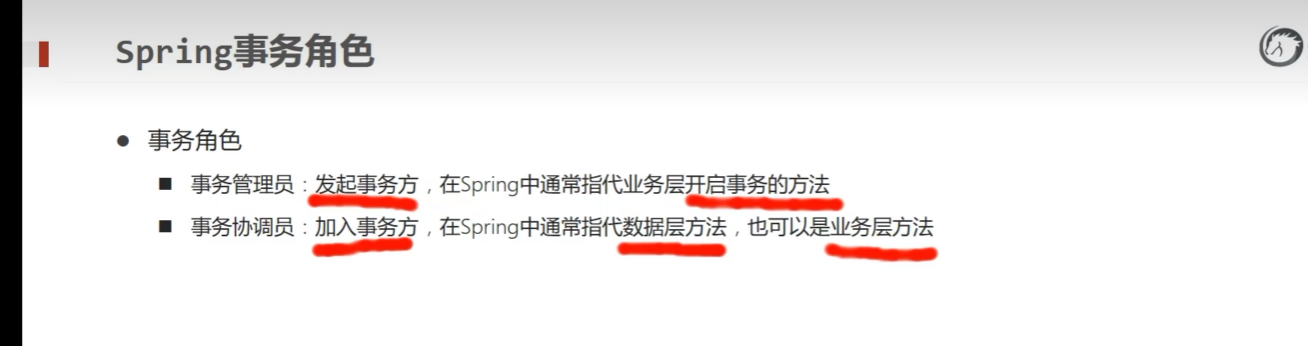 Spring事务角色
事务角色
事务管理员：发起事务方，在Spring中通常指代业务层开启事务的方法
事务协调员：加入事务方，在Spring中通常指代数据层方法，也可以是业务层方法